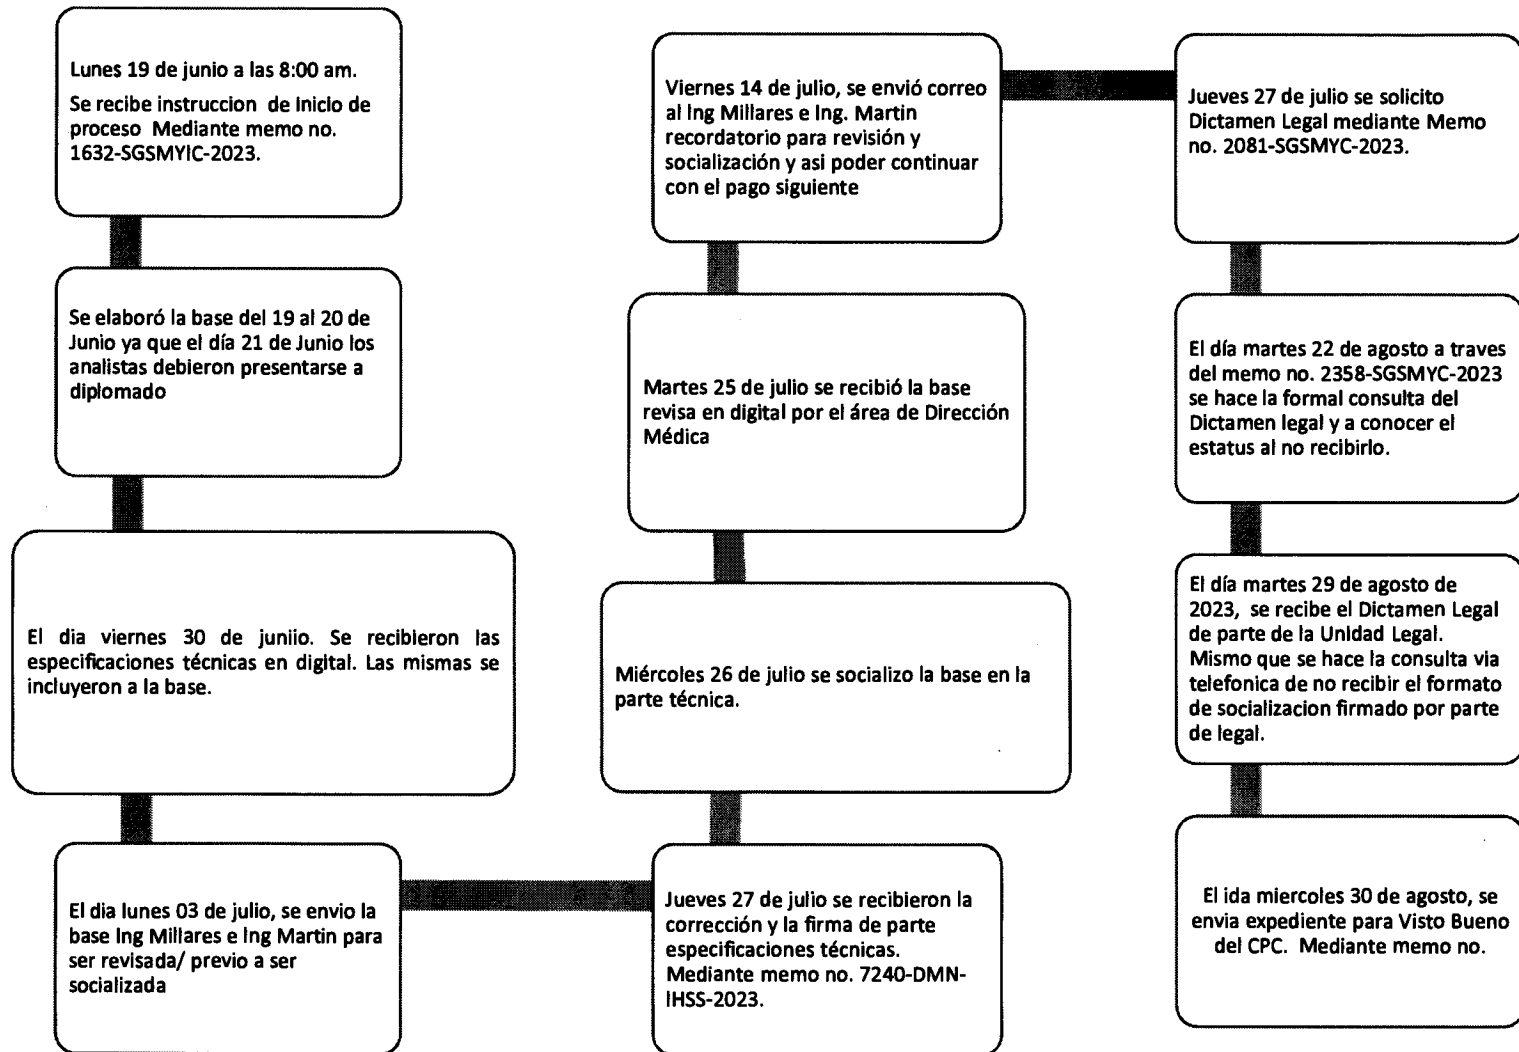 Lunes 19 de junio a las 8:00 am.
Se recibe instruccion de Inicio de
proceso Mediante memo no.
1632-SGSMYIC-2023.
Se elaboró la base del 19 al 20 de
Junio ya que el día 21 de Junio los
analistas debieron presentarse a
diplomado
El dia viernes 30 de juniio. Se recibieron las
especificaciones técnicas en digital. Las mismas se
incluyeron a la base.
El dia lunes 03 de julio, se envio la
base Ing Millares e Ing Martin para
ser revisada/ previo a ser
socializada
Viernes 14 de julio, se envió correo
al Ing Millares e Ing. Martin
recordatorio para revisión y
socialización y asi poder continuar
con el pago siguiente
Martes 25 de julio se recibió la base
revisa en digital por el área de Dirección
Médica
Miércoles 26 de julio se socializo la base en la
parte técnica.
Jueves 27 de julio se recibieron la
corrección y la firma de parte
especificaciones técnicas.
Mediante memo no. 7240-DMN-
IHSS-2023.
Jueves 27 de julio se solicito
Dictamen Legal mediante Memo
no. 2081-SGSMYC-2023.
El día martes 22 de agosto a traves
del memo no. 2358-SGSMYC-2023
se hace la formal consulta del
Dictamen legal y a conocer el
estatus al no recibirlo.
El día martes 29 de agosto de
2023, se recibe el Dictamen Legal
de parte de la Unidad Legal.
Mismo que se hace la consulta via
telefonica de no recibir el formato
de socializacion firmado por parte
de legal.
El ida miercoles 30 de agosto, se
envia expediente para Visto Bueno
del CPC. Mediante memo no.